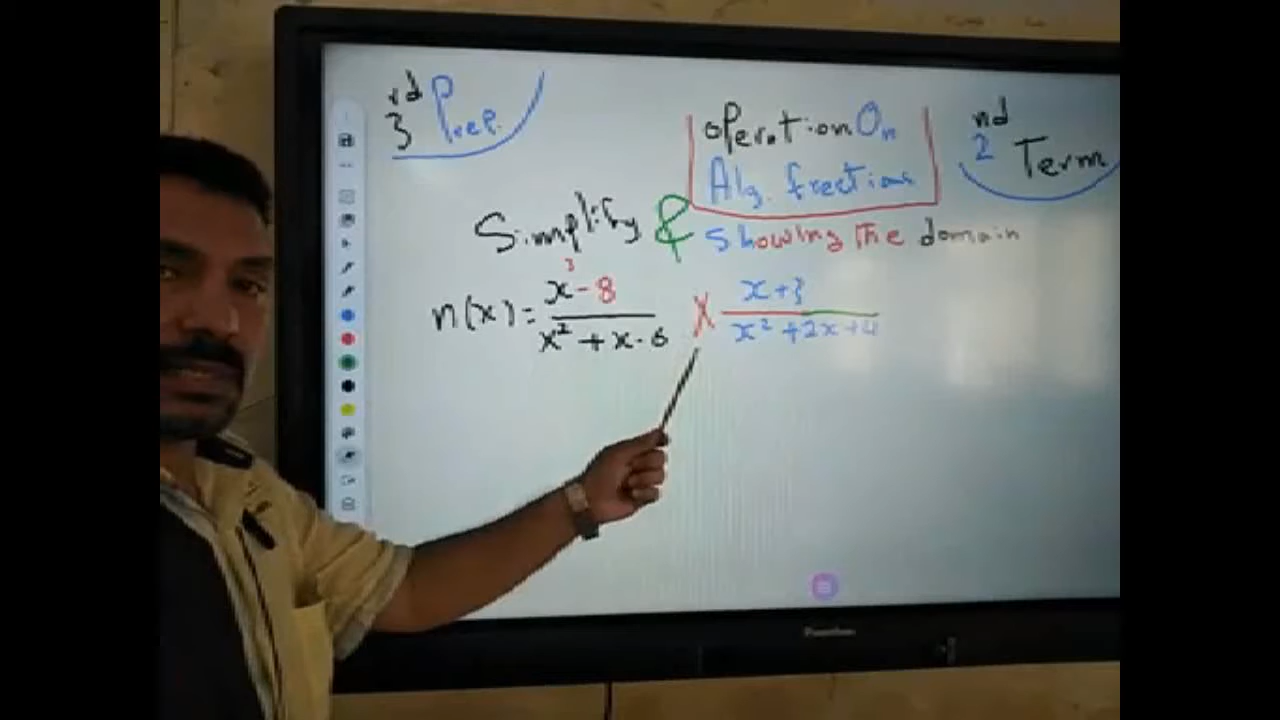 3rd Prep.
Operation On
2nd Term
Alg. frections
Simplify & Showing The domain
n(x) = x³-8 / x²+x-6 X x+3 / x²+2x+4